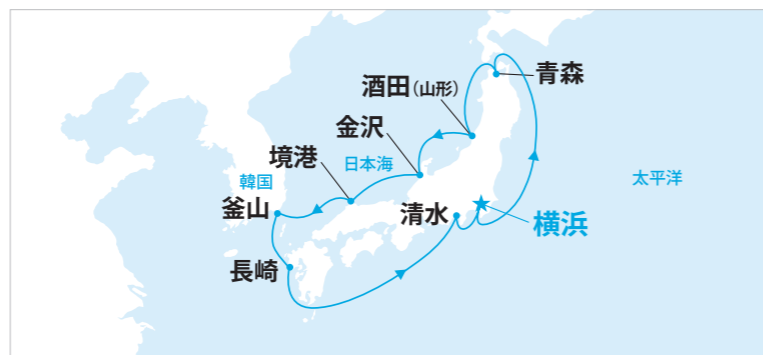 青森
酒田(山形)
金沢
境港
日本海
韓国
太平洋
釜山
清水
横浜
長崎